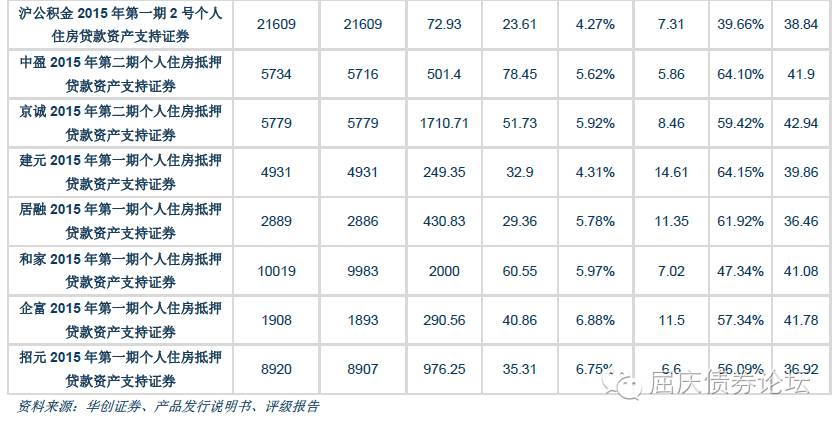 沪公积金 2015 年第一期 2 号个人
住房贷款资产支持证券 21609 21609 72.93 23.61 4.27% 7.31 39.66% 38.84
中盈 2015 年第二期个人住房抵押
贷款资产支持证券 5734 5716 501.4 78.45 5.62% 5.86 64.10% 41.9
京诚 2015 年第二期个人住房抵押
贷款资产支持证券 5779 5779 1710.71 51.73 5.92% 8.46 59.42% 42.94
建元 2015 年第一期个人住房抵押
贷款资产支持证券 4931 4931 249.35 32.9 4.31% 14.61 64.15% 39.86
居融 2015 年第一期个人住房抵押
贷款资产支持证券 2889 2886 430.83 29.36 5.78% 11.35 61.92% 36.46
和家 2015 年第一期个人住房抵押
贷款资产支持证券 10019 9983 2000 60.55 5.97% 7.02 47.34% 41.08
企富 2015 年第一期个人住房抵押
贷款资产支持证券 1908 1893 290.56 40.86 6.88% 11.5 57.34% 41.78
招元 2015 年第一期个人住房抵押
贷款资产支持证券 8920 8907 976.25 35.31 6.75% 6.6 56.09% 36.92
屈庆债券论坛
资料来源：华创证券、产品发行说明书、评级报告